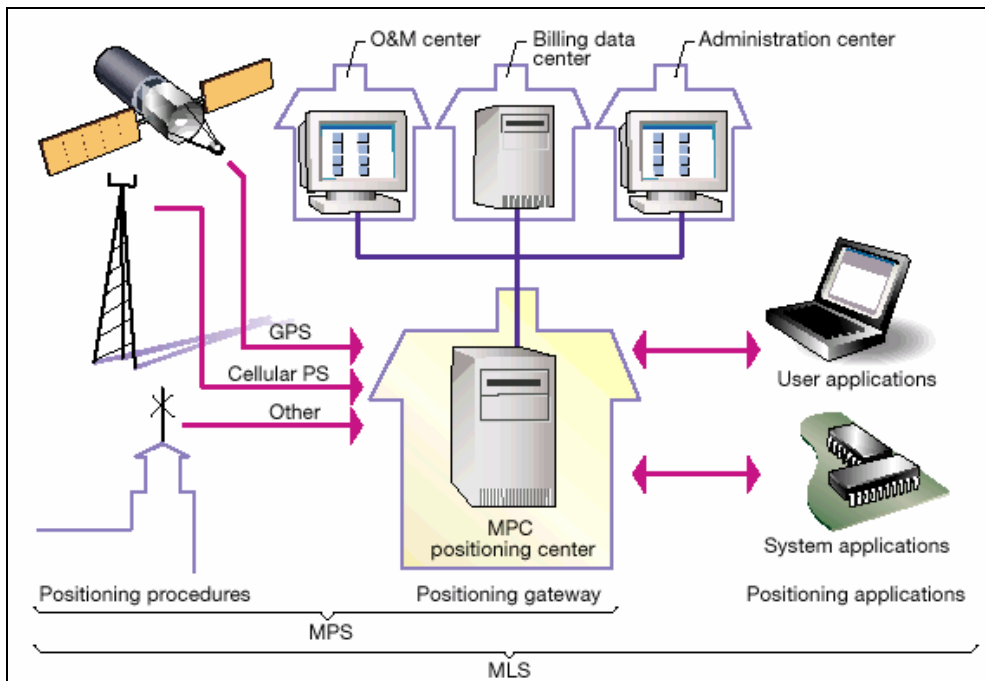 O&M center
Billing data
center
Administration center
GPS
Cellular PS
Other
User applications
MPC
positioning center
System applications
Positioning procedures
Positioning gateway
Positioning applications
MPS
MLS